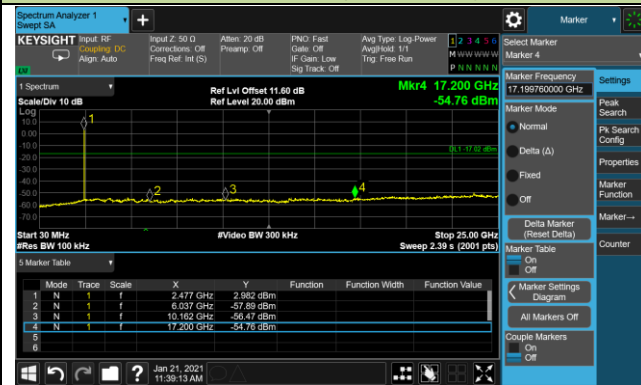 Spectrum Analyzer 1
Swept SA
+
Marker
KEYSIGHT
Input: RF
Coupling: DC
Align: Auto
Input Z: 50 Ω
Corrections: Off
Freq Ref: Int (S)
Atten: 20 dB
Preamp: Off
PNO: Fast
Gate: Off
IF Gain: Low
Sig Track: Off
Avg Type: Log-Power
Avg|Hold: 1/1
Trig: Free Run
1 2 3 4 5 6
M W W W W W
P N N N N N
Select Marker
Marker 4
1 Spectrum
Scale/Div 10 dB
Ref Lvl Offset 11.60 dB
Ref Level 20.00 dBm
Mkr4 17.200 GHz
-54.76 dBm
Log
10.0
0.00
-10.0
-20.0
-30.0
-40.0
-50.0
-60.0
-70.0
1
2
3
4
DL1 -17.02 dBm
Start 30 MHz
#Res BW 100 kHz
#Video BW 300 kHz
Stop 25.00 GHz
Sweep 2.39 s (2001 pts)
5 Marker Table
Mode Trace Scale X Y Function Function Width Function Value
1 N 1 f 2.477 GHz 2.982 dBm
2 N 1 f 6.037 GHz -57.89 dBm
3 N 1 f 10.162 GHz -56.47 dBm
4 N 1 f 17.200 GHz -54.76 dBm
5
6
Marker Frequency
17.199760000 GHz
Marker Mode
Normal
Delta (Δ)
Fixed
Off
Delta Marker
(Reset Delta)
Marker Table
On
Off
Marker Settings
Diagram
All Markers Off
Couple Markers
On
Off
Settings
Peak
Search
Pk Search
Config
Properties
Marker
Function
Marker→
Counter
?
Jan 21, 2021
11:39:13 AM